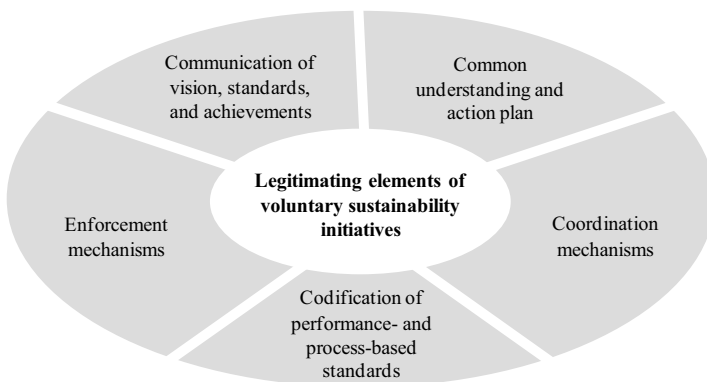 Communication of
vision, standards,
and achievements
Common
understanding and
action plan
Legitimating elements of
voluntary sustainability
initiatives
Enforcement
mechanisms
Coordination
mechanisms
Codification of
performance- and
process-based
standards